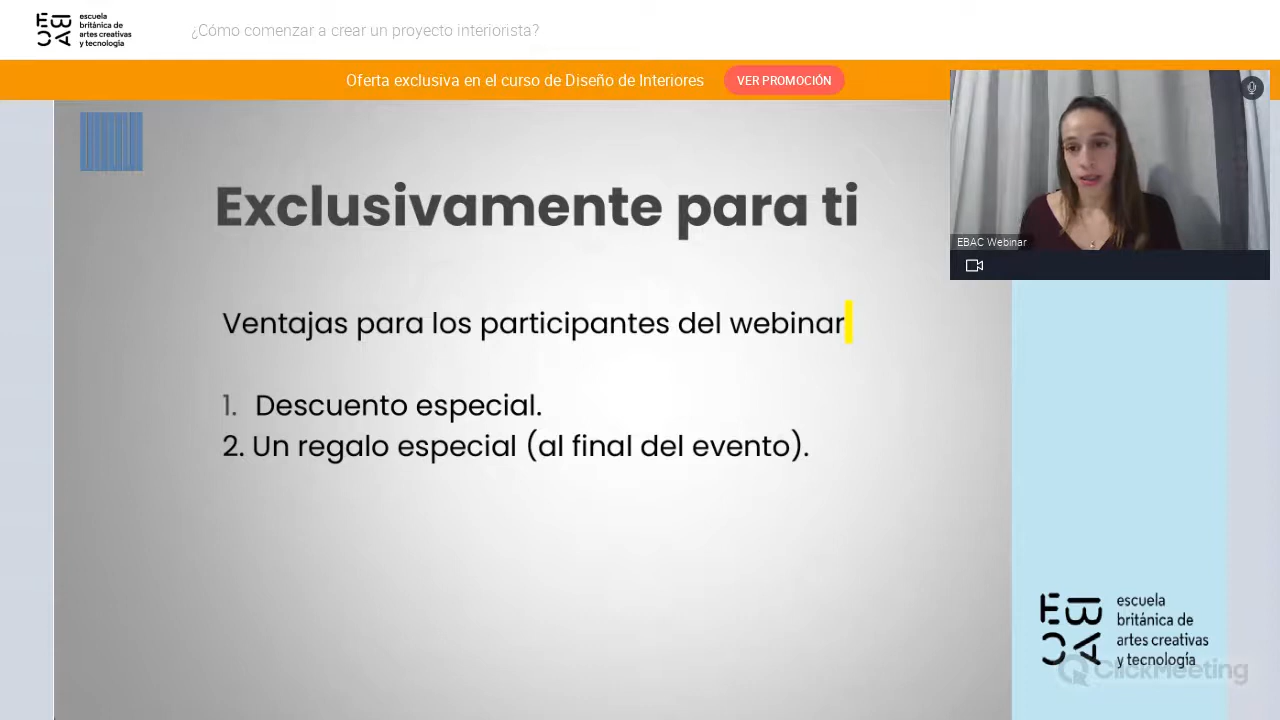 escuela
británica de
artes creativas
y tecnología
¿Cómo comenzar a crear un proyecto interiorista?
Oferta exclusiva en el curso de Diseño de Interiores
VER PROMOCIÓN
EBAC Webinar
Exclusivamente para ti
Ventajas para los participantes del webinar
1. Descuento especial.
2. Un regalo especial (al final del evento).
EBAC
escuela
británica de
artes creativas
y tecnología
ClickMeeting